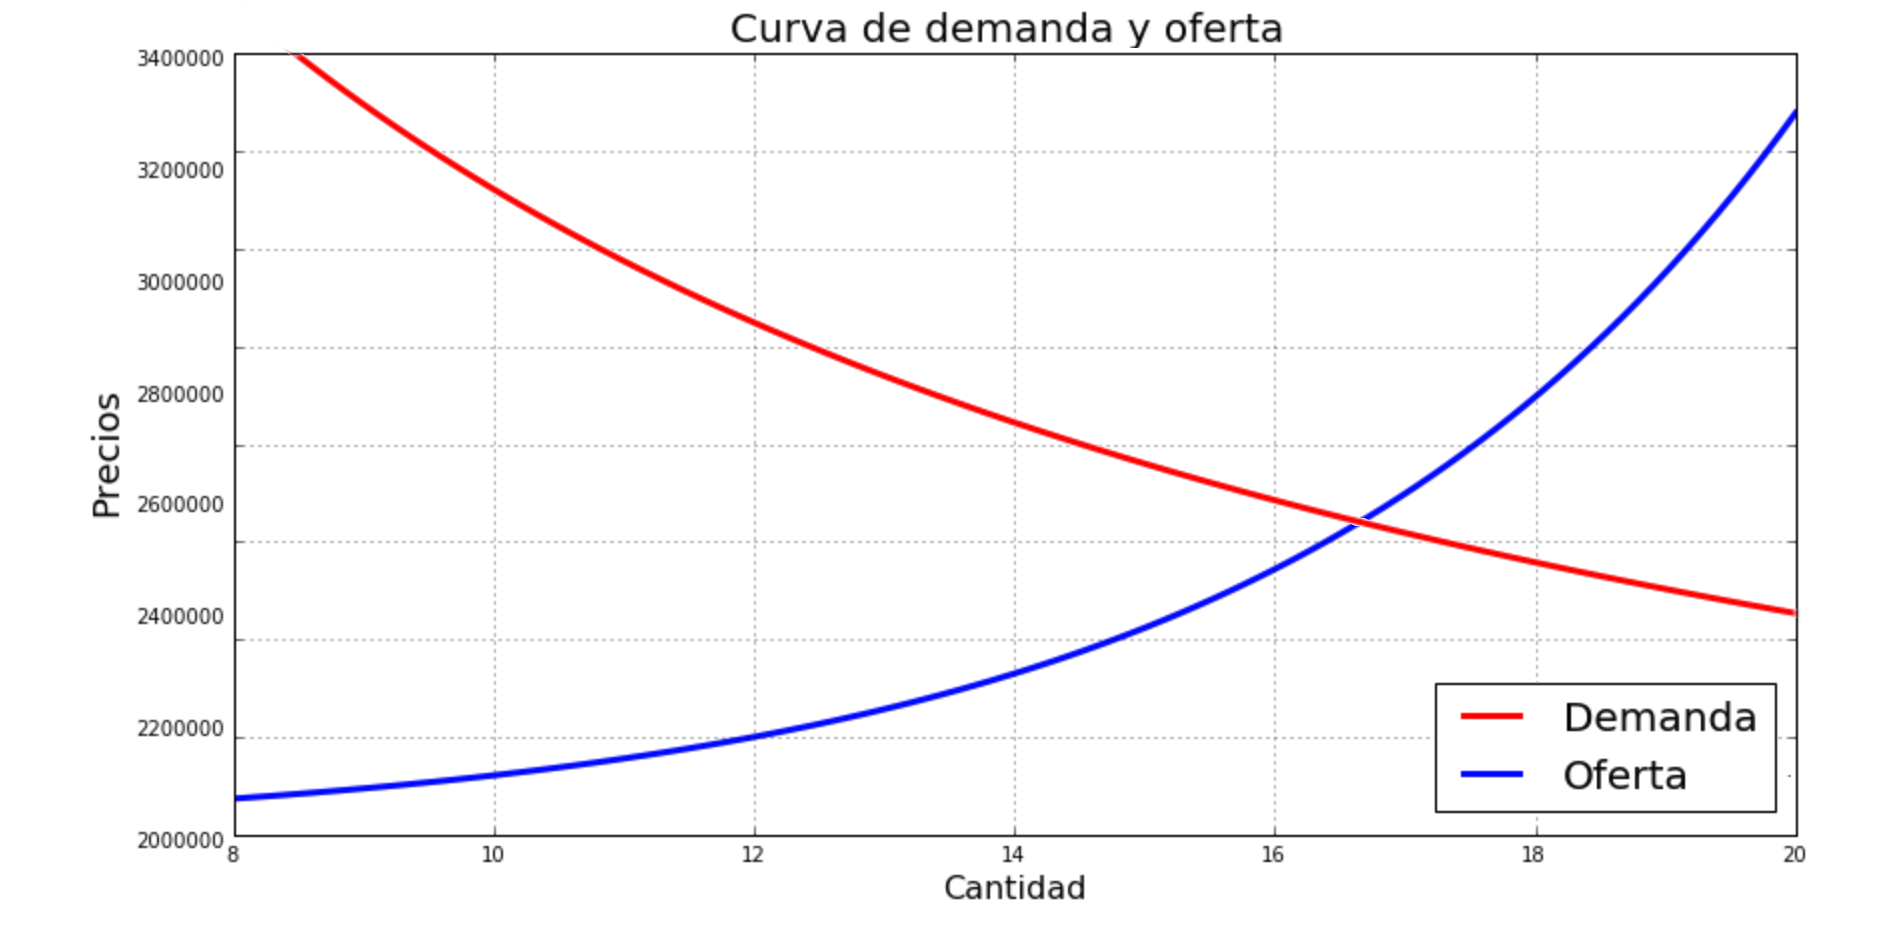 Curva de demanda y oferta
3400000
3200000
3000000
2800000
2600000
2400000
2200000
2000000
Precios
8 10 12 14 16 18 20
Cantidad
Demanda
Oferta